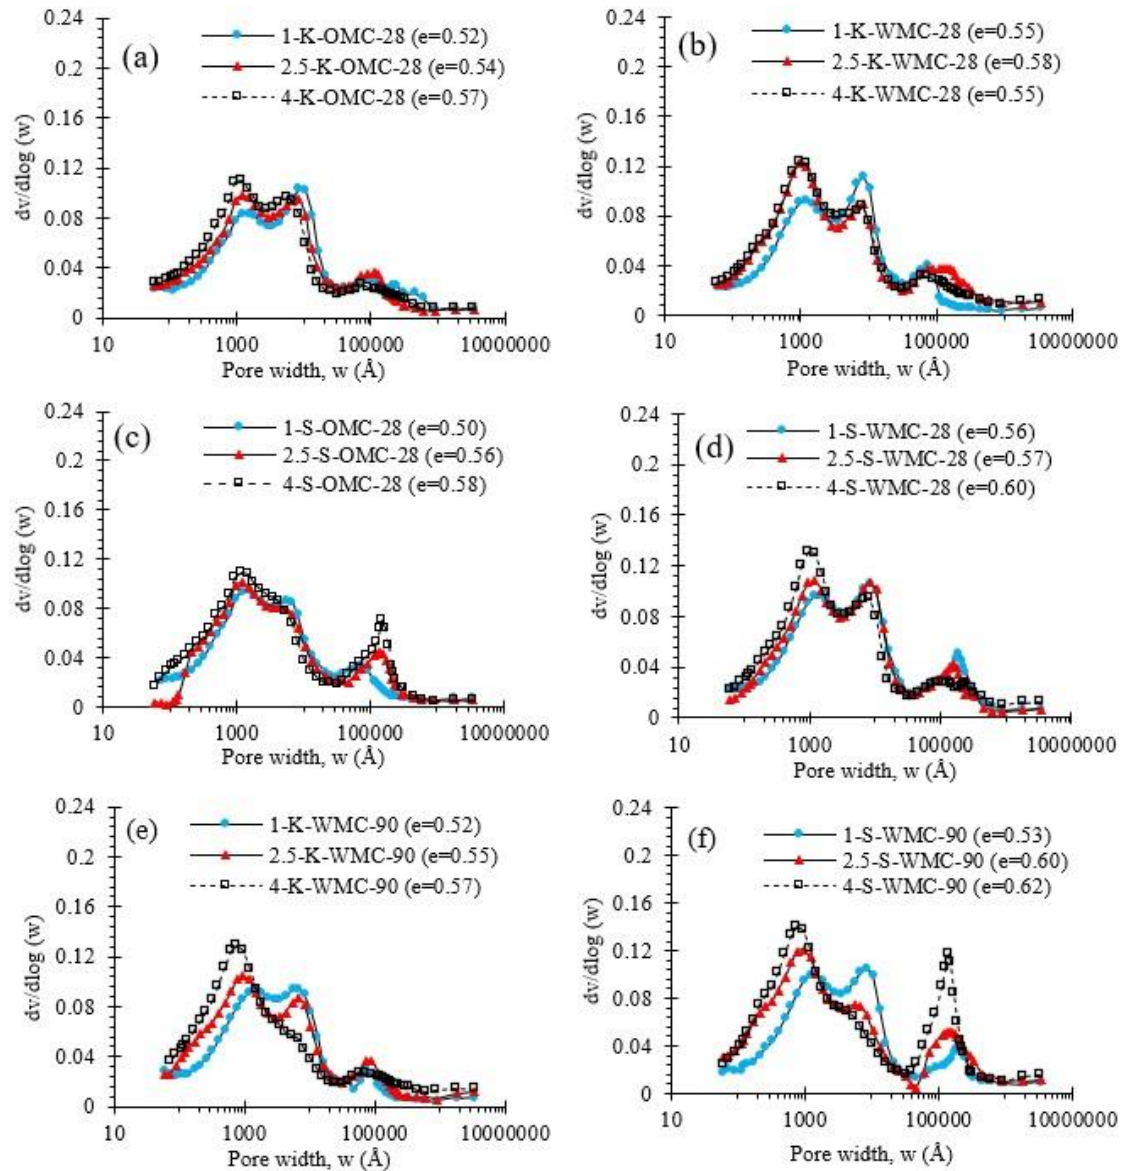 (a)
1-K-OMC-28 (e=0.52)
2.5-K-OMC-28 (e=0.54)
4-K-OMC-28 (e=0.57)
dv/dlog (w)
0.24
0.2
0.16
0.12
0.08
0.04
0
10
1000
100000
10000000
Pore width, w (Å)
(b)
1-K-WMC-28 (e=0.55)
2.5-K-WMC-28 (e=0.58)
4-K-WMC-28 (e=0.55)
dv/dlog (w)
0.24
0.2
0.16
0.12
0.08
0.04
0
10
1000
100000
10000000
Pore width, w (Å)
(c)
1-S-OMC-28 (e=0.50)
2.5-S-OMC-28 (e=0.56)
4-S-OMC-28 (e=0.58)
dv/dlog (w)
0.24
0.2
0.16
0.12
0.08
0.04
0
10
1000
100000
10000000
Pore width, w (Å)
(d)
1-S-WMC-28 (e=0.56)
2.5-S-WMC-28 (e=0.57)
4-S-WMC-28 (e=0.60)
dv/dlog (w)
0.24
0.2
0.16
0.12
0.08
0.04
0
10
1000
100000
10000000
Pore width, w (Å)
(e)
1-K-WMC-90 (e=0.52)
2.5-K-WMC-90 (e=0.55)
4-K-WMC-90 (e=0.57)
dv/dlog (w)
0.24
0.2
0.16
0.12
0.08
0.04
0
10
1000
100000
10000000
Pore width, w (Å)
(f)
1-S-WMC-90 (e=0.53)
2.5-S-WMC-90 (e=0.60)
4-S-WMC-90 (e=0.62)
dv/dlog (w)
0.24
0.2
0.16
0.12
0.08
0.04
0
10
1000
100000
10000000
Pore width, w (Å)